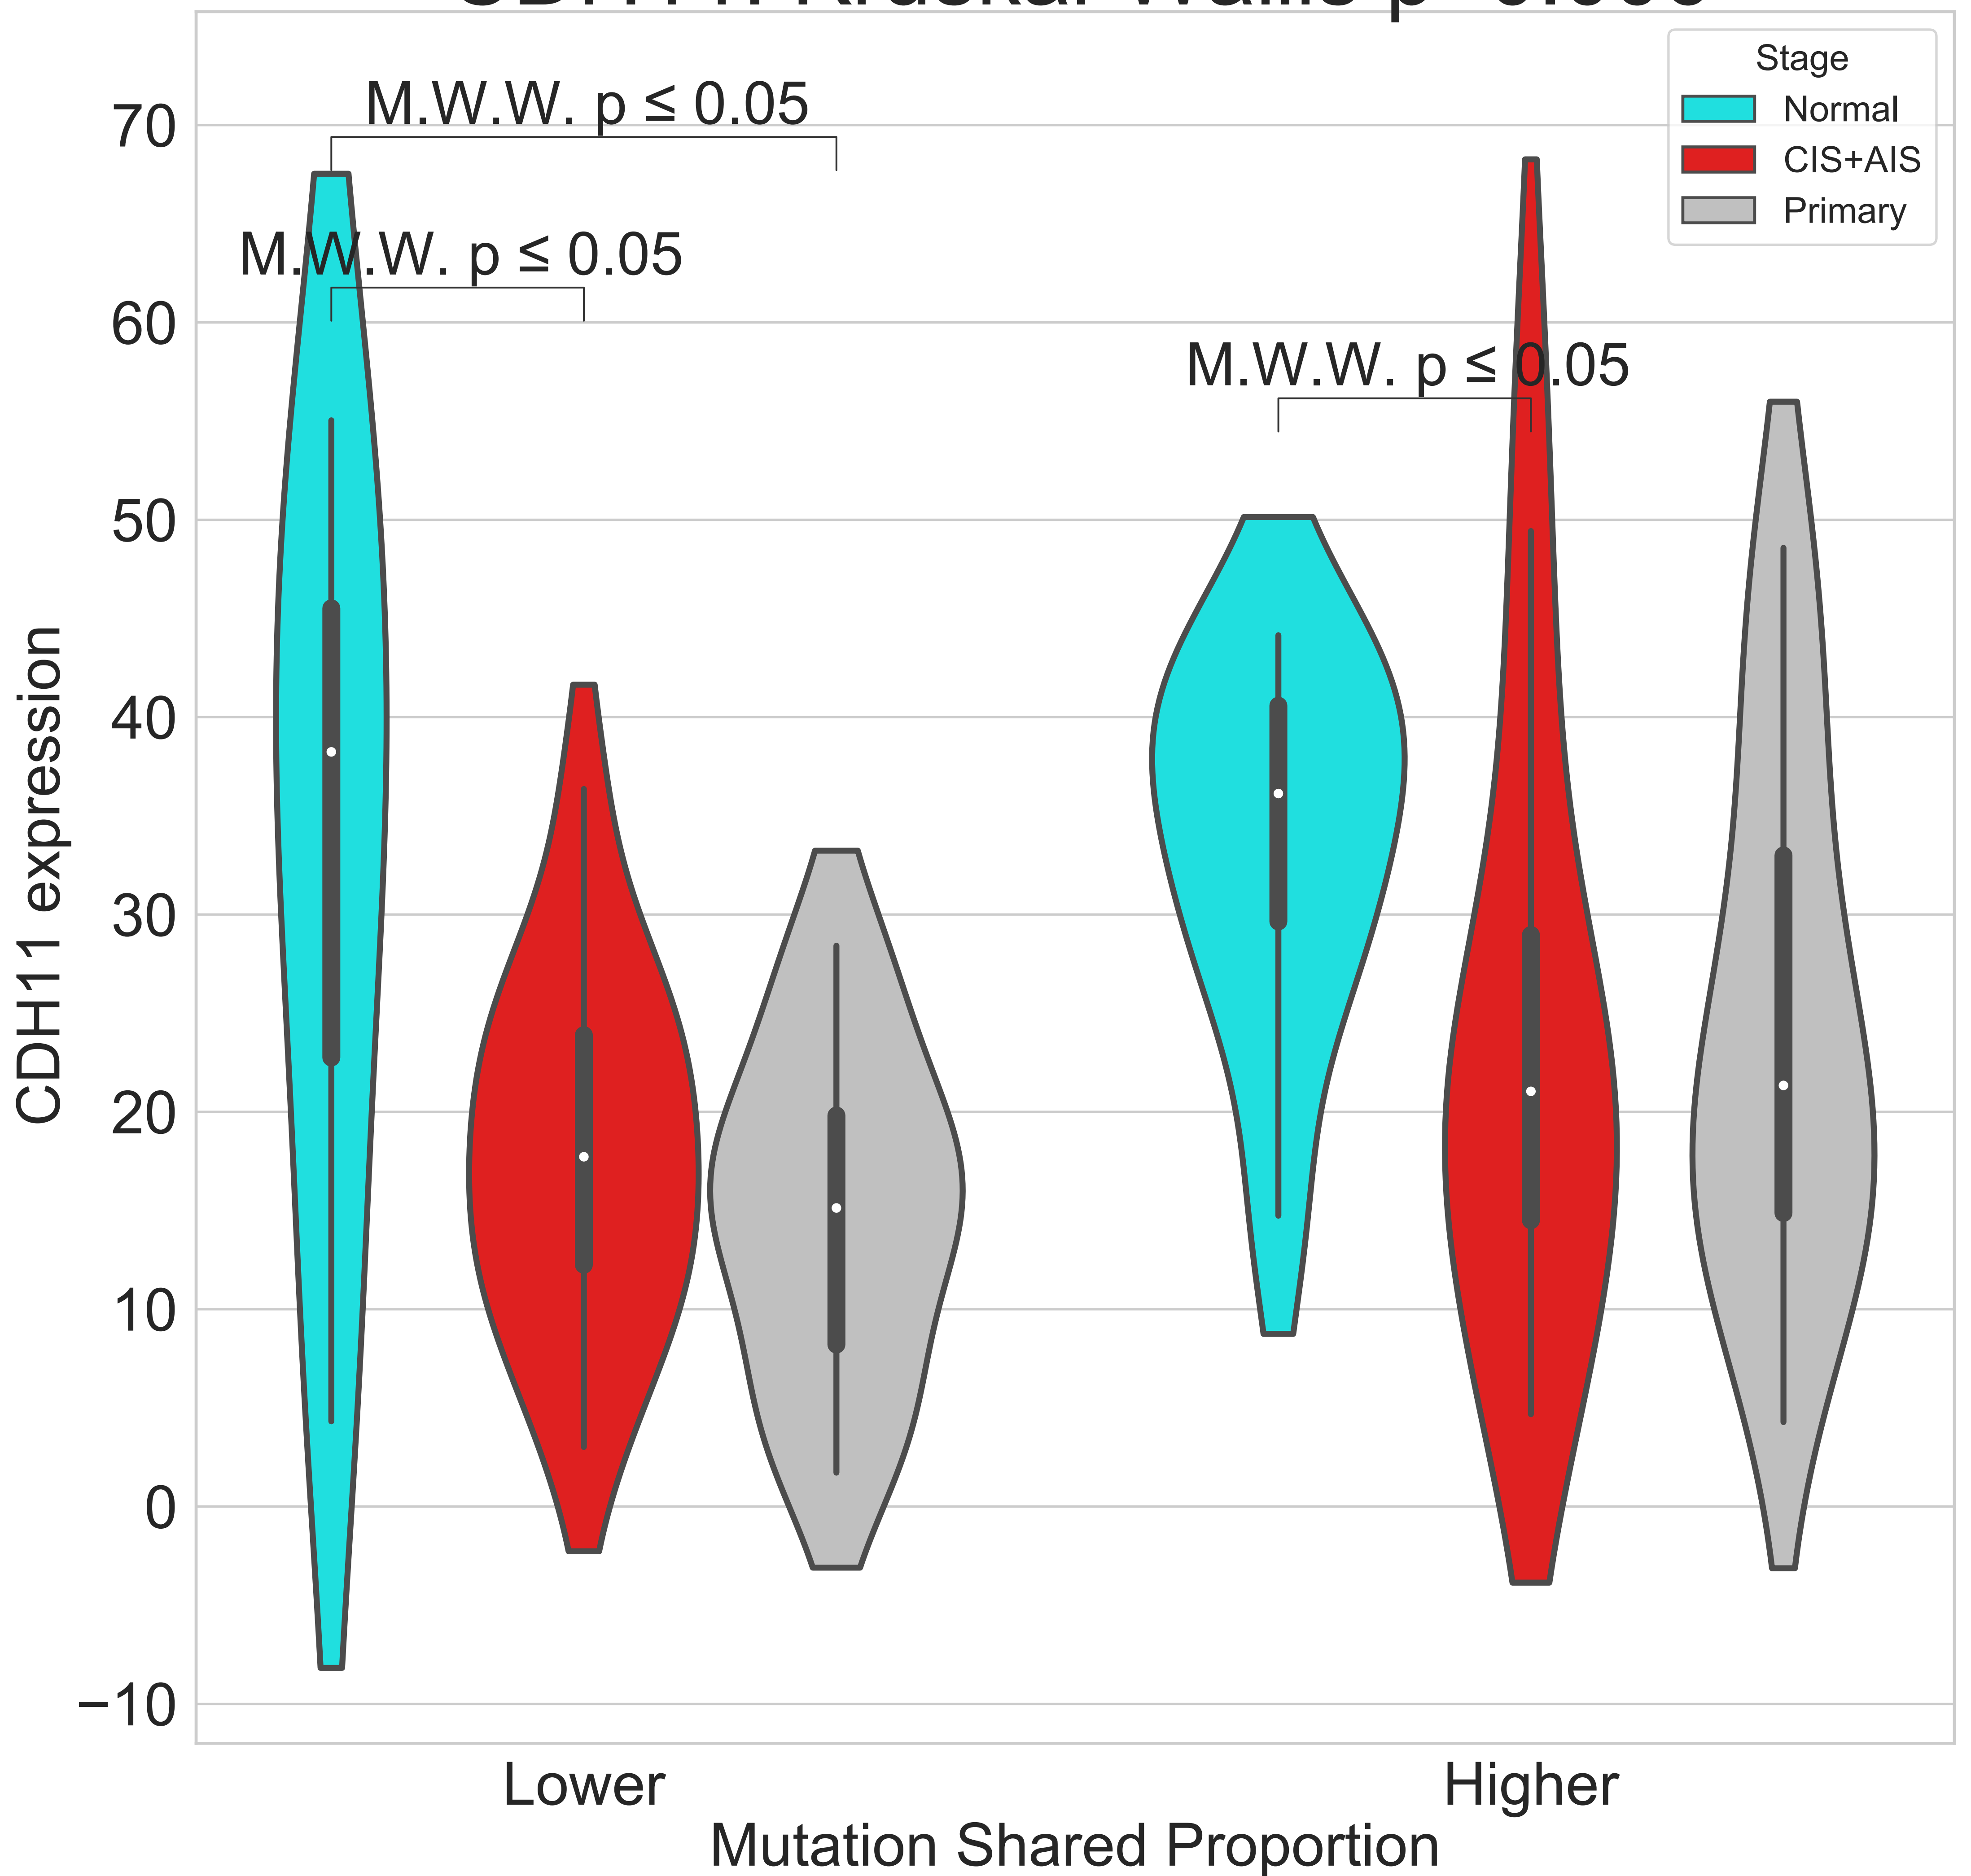 Stage
Normal
CIS+AIS
Primary
M.W.W. p ≤ 0.05
M.W.W. p ≤ 0.05
M.W.W. p ≤ 0.05
CDH11 expression
70
60
50
40
30
20
10
0
−10
Lower
Higher
Mutation Shared Proportion